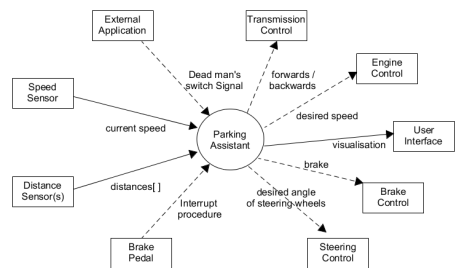 External
Application
Transmission
Control
Dead man's
switch Signal
forwards /
backwards
Engine
Control
Speed
Sensor
desired speed
current speed
Parking
Assistant
User
Interface
visualisation
brake
distances[ ]
Distance
Sensor(s)
Interrupt
procedure
desired angle
of steering wheels
Brake
Control
Brake
Pedal
Steering
Control